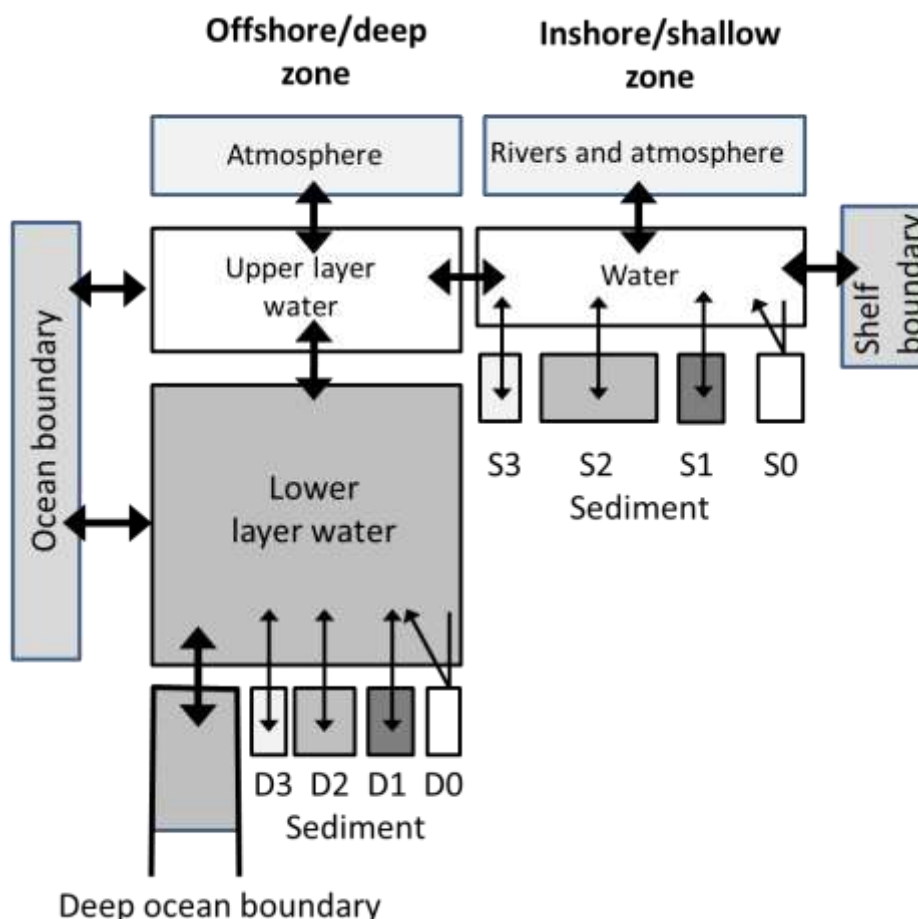 Offshore/deep
zone
Inshore/shallow
zone
Atmosphere
Rivers and atmosphere
Ocean boundary
Upper layer
water
Water
Shelf
boundary
S3 S2 S1 S0
Sediment
Lower
layer water
D3 D2 D1 D0
Sediment
Deep ocean boundary